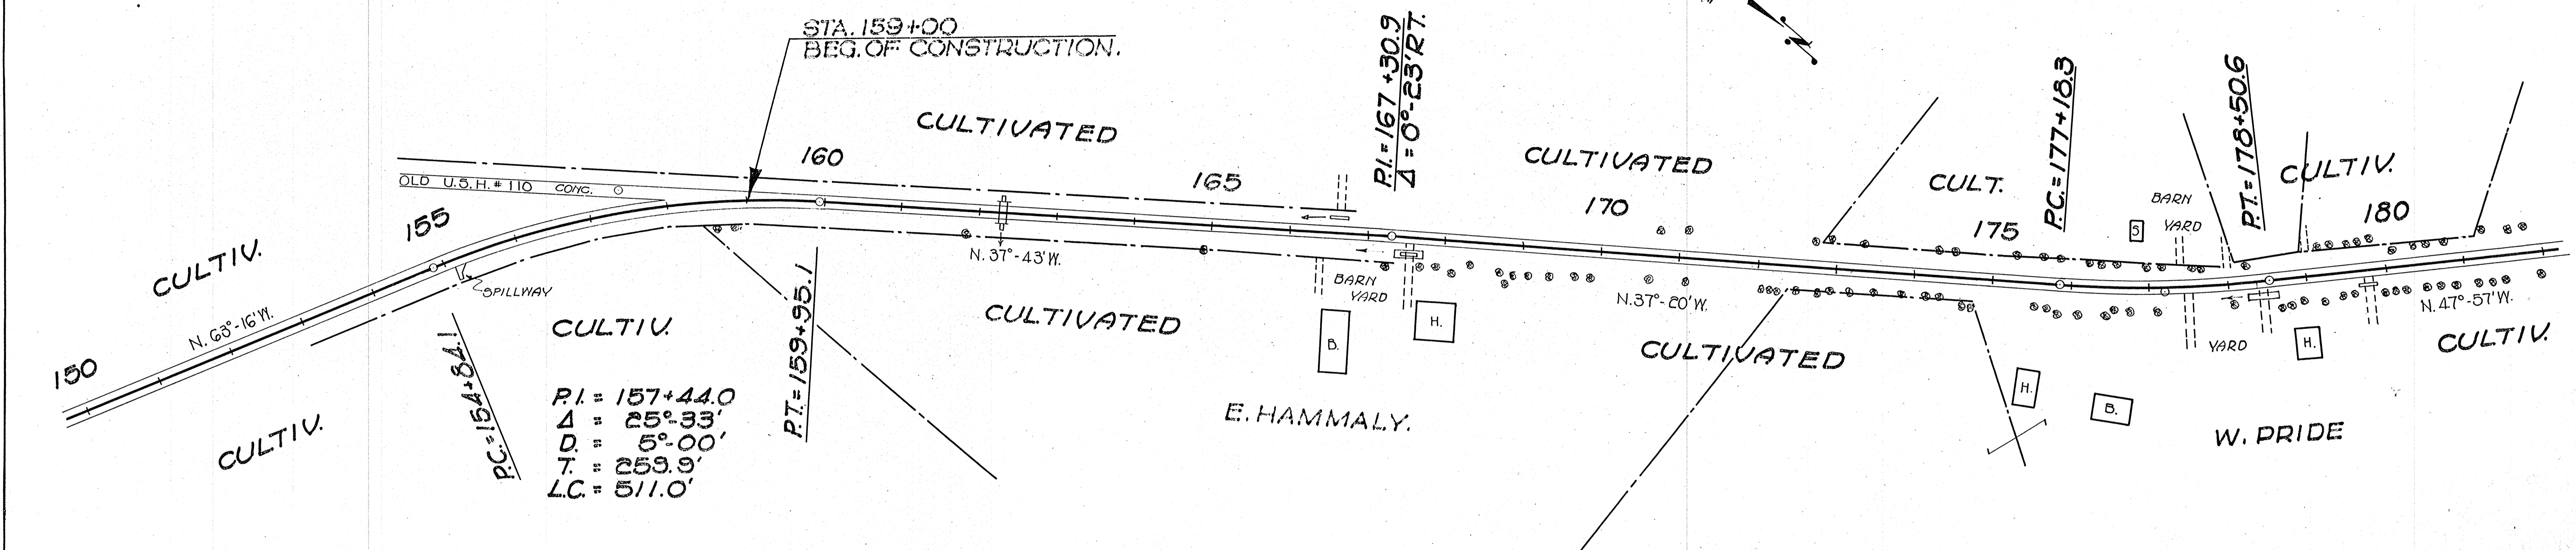 STA. 159+00
BEG. OF CONSTRUCTION.
N
P.I. = 167+30.9
Δ = 0°-23' RT.
P.C. = 177+18.3
P.T. = 178+50.6
CULTIVATED
160
165
CULTIVATED
170
CULT.
175
BARN
YARD
S
CULTIV.
180
OLD U.S.H. # 110 CONC.
155
CULTIV.
SPILLWAY
N. 63°-16' W.
150
CULTIV.
P.C. = 154+84.1
CULTIV.
P.I. = 157+44.0
Δ = 25°-33'
D. = 5°-00'
T. = 259.9'
L.C. = 511.0'
P.T. = 159+95.1
N. 37°-43' W.
CULTIVATED
BARN
YARD
B.
H.
E. HAMMALY.
N. 37°-20' W.
CULTIVATED
H.
B.
YARD
H.
N. 47°-57' W.
CULTIV.
W. PRIDE